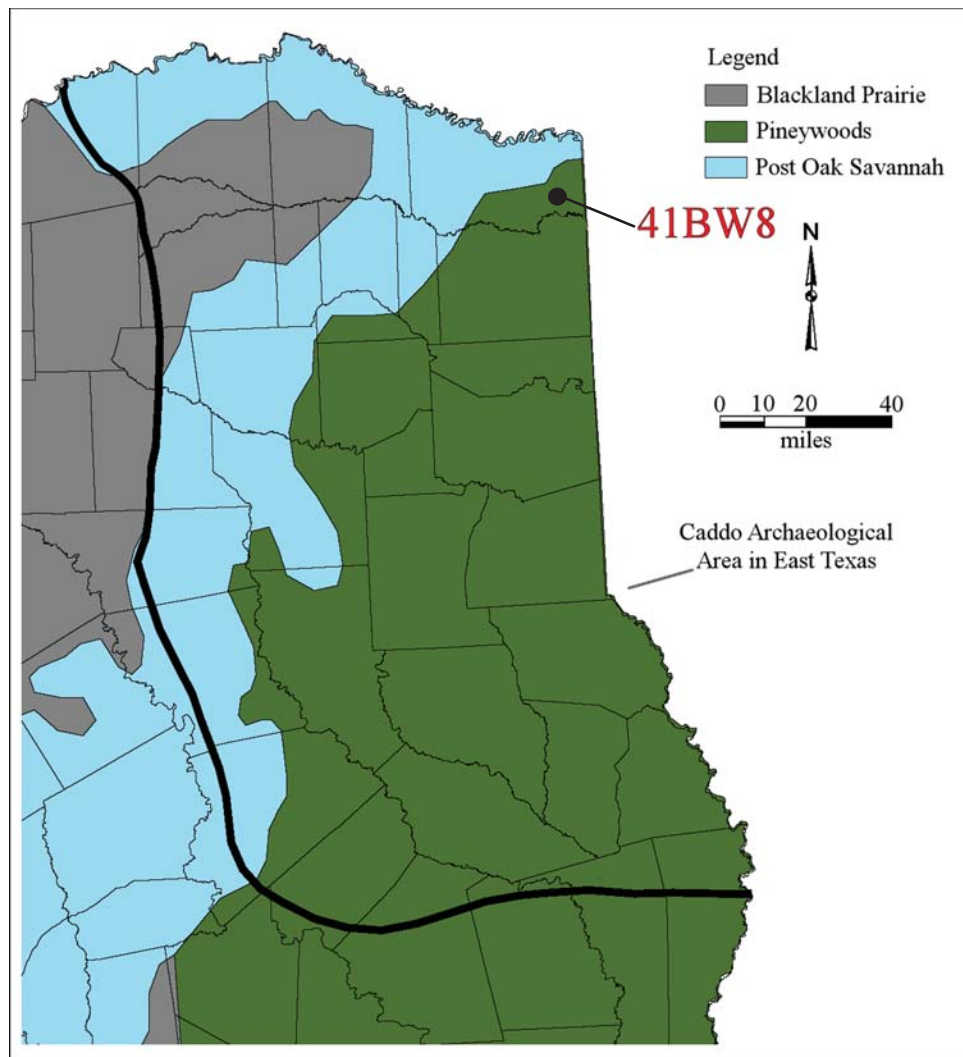 Legend
Blackland Prairie
Pineywoods
Post Oak Savannah
41BW8
N
0 10 20 40
miles
Caddo Archaeological
Area in East Texas